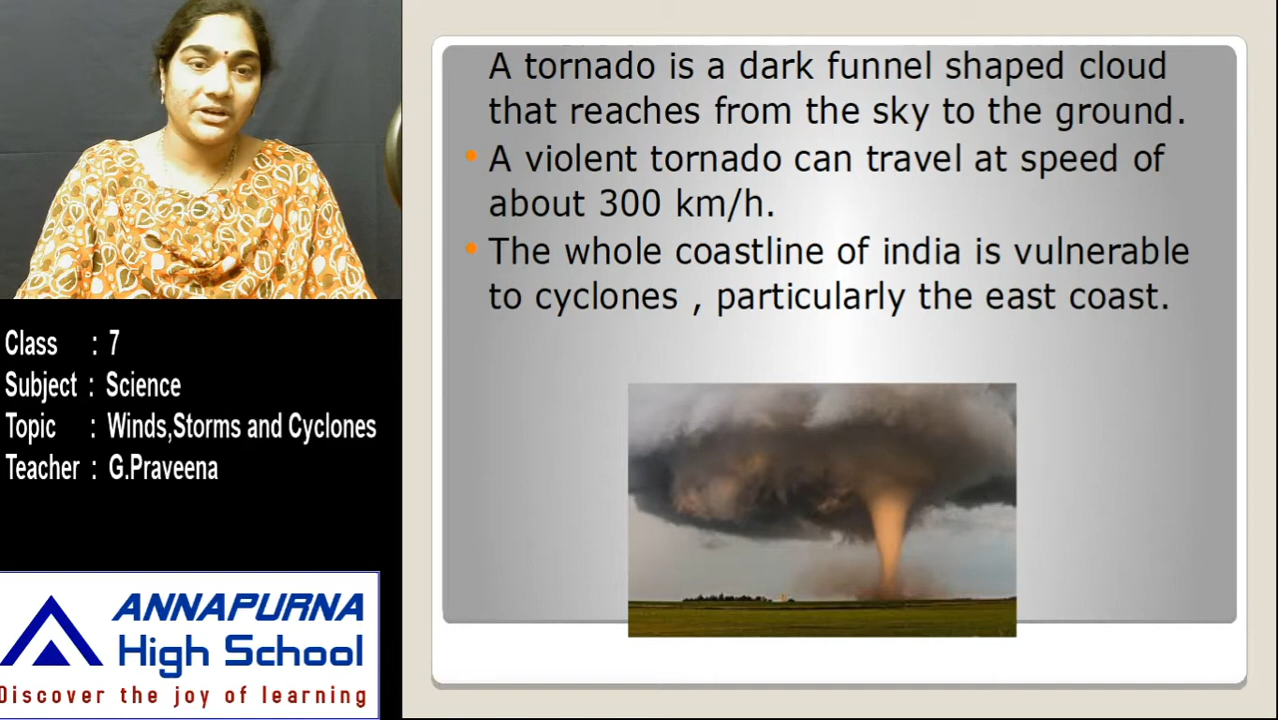 A tornado is a dark funnel shaped cloud
that reaches from the sky to the ground.
• A violent tornado can travel at speed of
about 300 km/h.
• The whole coastline of india is vulnerable
to cyclones , particularly the east coast.
Class : 7
Subject : Science
Topic : Winds,Storms and Cyclones
Teacher : G.Praveena
ANNAPURNA
High School
Discover the joy of learning